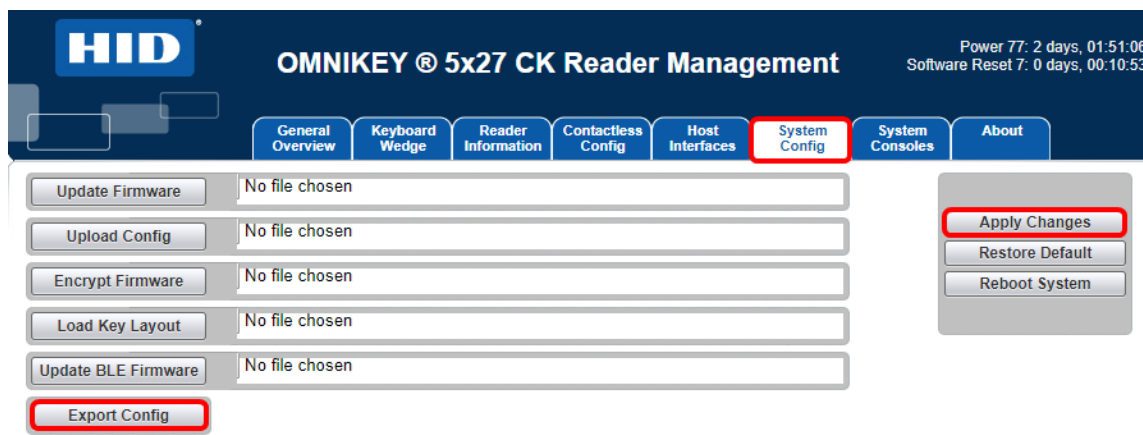 HID
OMNIKEY ® 5x27 CK Reader Management
Power 77: 2 days, 01:51:06
Software Reset 7: 0 days, 00:10:53
General Overview
Keyboard Wedge
Reader Information
Contactless Config
Host Interfaces
System Config
System Consoles
About
Update Firmware No file chosen
Upload Config No file chosen
Encrypt Firmware No file chosen
Load Key Layout No file chosen
Update BLE Firmware No file chosen
Export Config
Apply Changes
Restore Default
Reboot System